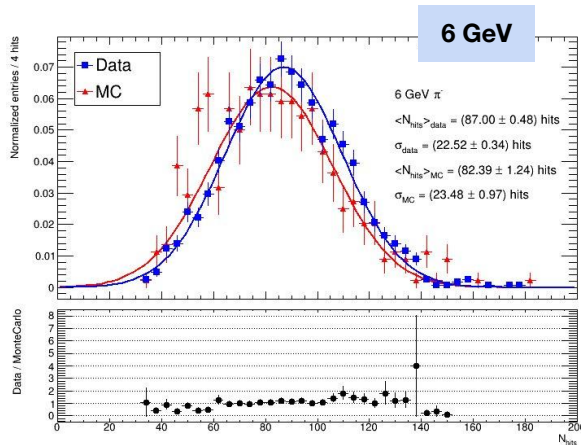 6 GeV
Normalized entries / 4 hits
0.07
0.06
0.05
0.04
0.03
0.02
0.01
0
Data
MC
6 GeV π⁻
<N_hits>_data = (87.00 ± 0.48) hits
σ_data = (22.52 ± 0.34) hits
<N_hits>_MC = (82.39 ± 1.24) hits
σ_MC = (23.48 ± 0.97) hits
Data / MonteCarlo
8
7
6
5
4
3
2
1
0
0 20 40 60 80 100 120 140 160 180 200
N_hits